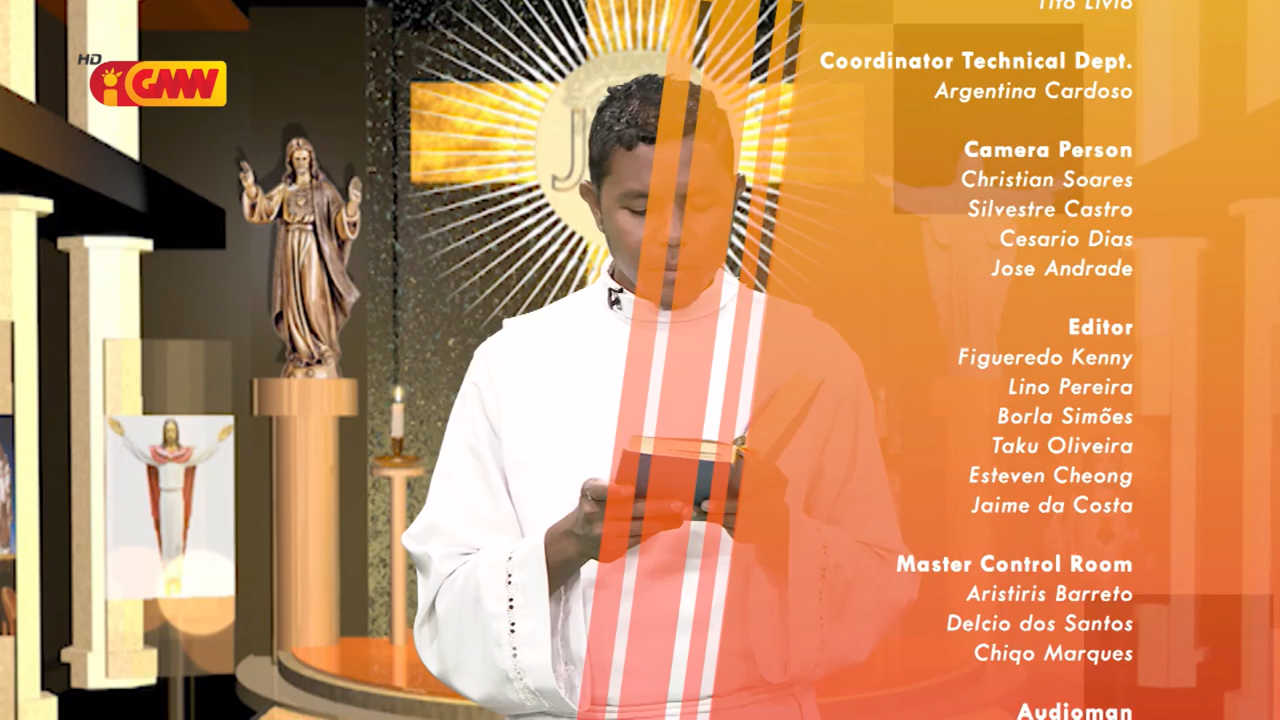 HD
GMN
Tito Livio
Coordinator Technical Dept.
Argentina Cardoso
Camera Person
Christian Soares
Silvestre Castro
Cesario Dias
Jose Andrade
Editor
Figueredo Kenny
Lino Pereira
Borla Simões
Taku Oliveira
Esteven Cheong
Jaime da Costa
Master Control Room
Aristiris Barreto
Delcio dos Santos
Chiqo Marques
Audioman